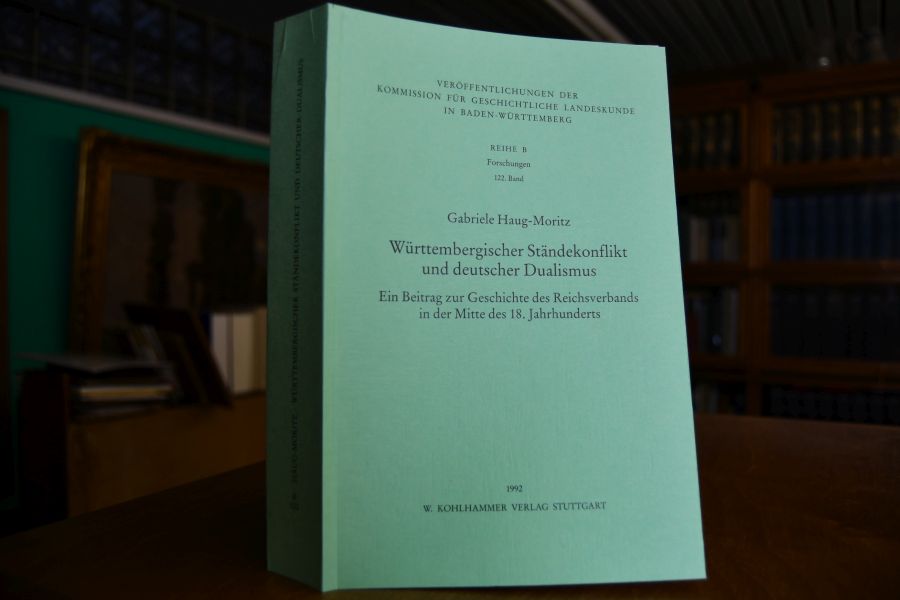 VERÖFFENTLICHUNGEN DER
KOMMISSION FÜR GESCHICHTLICHE LANDESKUNDE
IN BADEN-WÜRTTEMBERG
REIHE B
Forschungen
122. Band
Gabriele Haug-Moritz
Württembergischer Ständekonflikt
und deutscher Dualismus
Ein Beitrag zur Geschichte des Reichsverbands
in der Mitte des 18. Jahrhunderts
1992
W. KOHLHAMMER VERLAG STUTTGART
HAUG-MORITZ · WÜRTTEMBERGISCHER STÄNDEKONFLIKT UND DEUTSCHER DUALISMUS